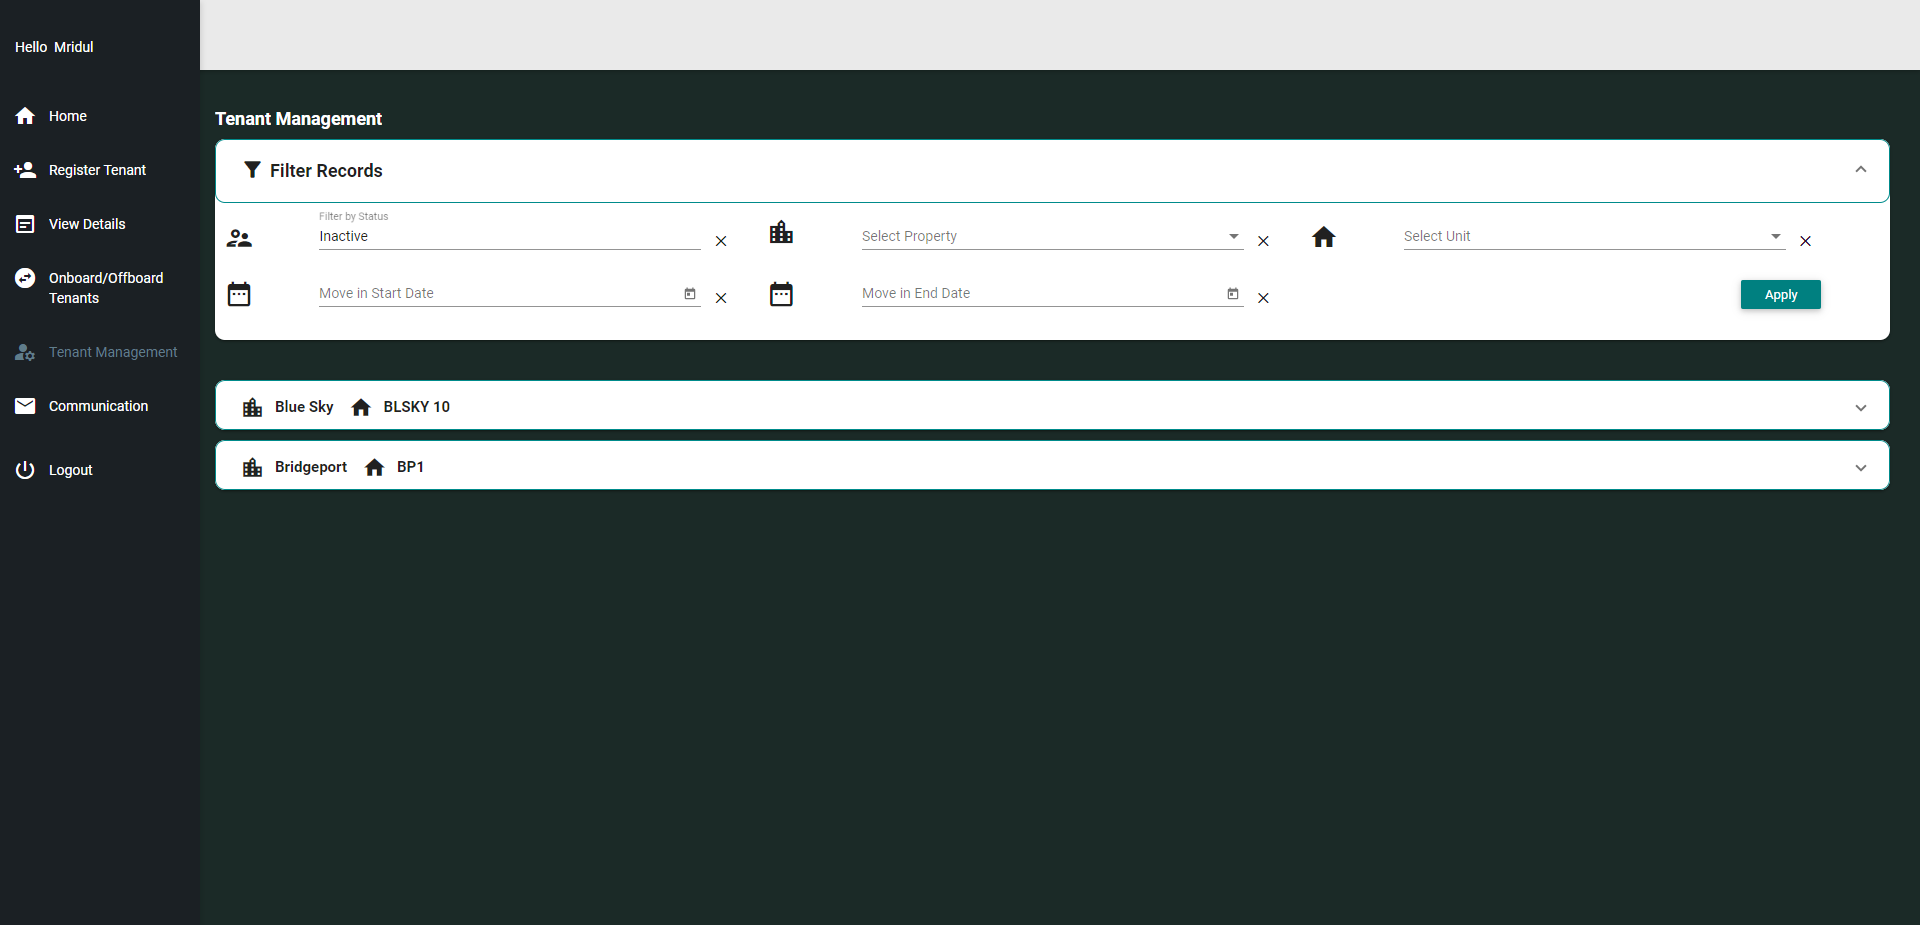 Hello Mridul
Home
Register Tenant
View Details
Onboard/Offboard
Tenants
Tenant Management
Communication
Logout
Tenant Management
Filter Records
Filter by Status
Inactive
Select Property
Select Unit
Move in Start Date
Move in End Date
Apply
Blue Sky BLSKY 10
Bridgeport BP1